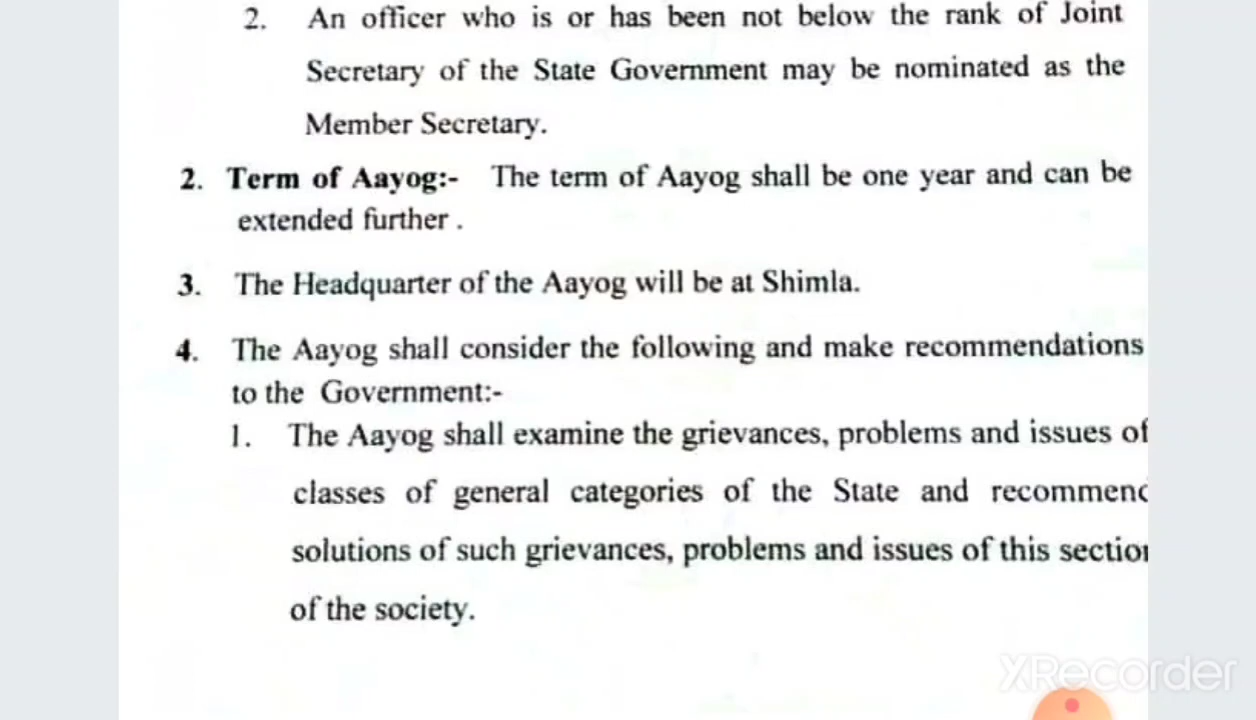 2. An officer who is or has been not below the rank of Joint
Secretary of the State Government may be nominated as the
Member Secretary.
2. Term of Aayog:- The term of Aayog shall be one year and can be
extended further .
3. The Headquarter of the Aayog will be at Shimla.
4. The Aayog shall consider the following and make recommendations
to the Government:-
1. The Aayog shall examine the grievances, problems and issues of
classes of general categories of the State and recommend
solutions of such grievances, problems and issues of this section
of the society.
XRecorder